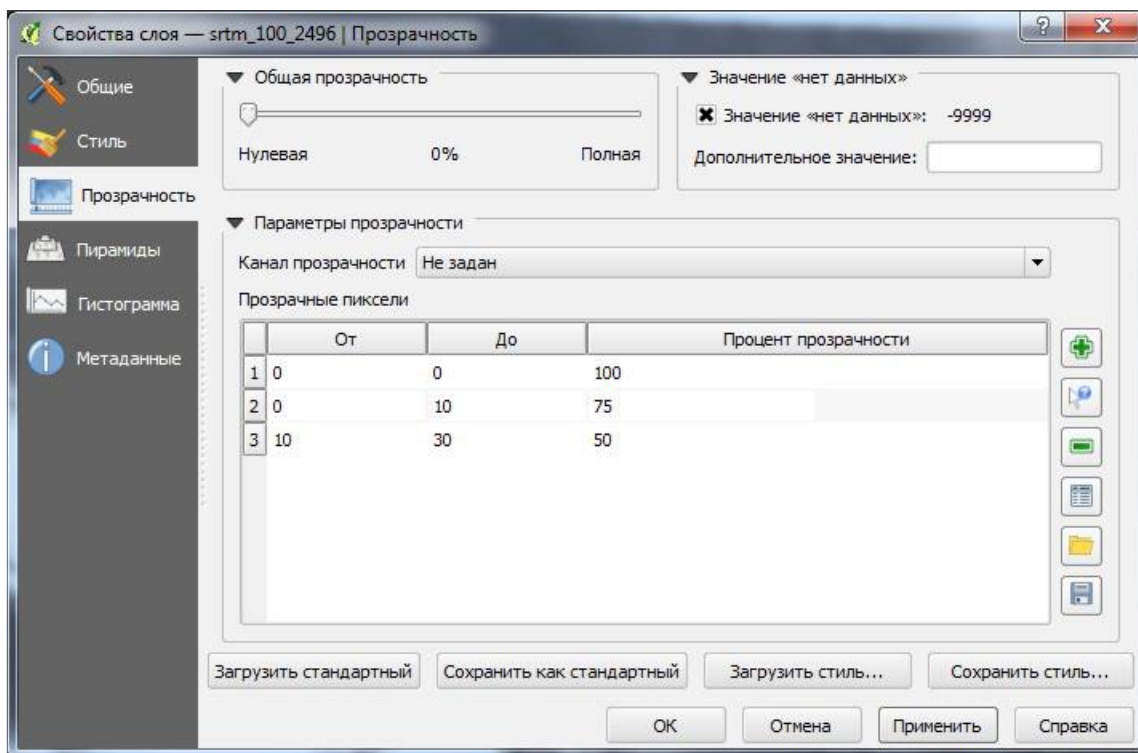 Свойства слоя — srtm_100_2496 | Прозрачность
Общие
Стиль
Прозрачность
Пирамиды
Гистограмма
Метаданные
Общая прозрачность
Нулевая 0% Полная
Значение «нет данных»
Значение «нет данных»: -9999
Дополнительное значение:
Параметры прозрачности
Канал прозрачности Не задан
Прозрачные пиксели
От До Процент прозрачности
1 0 0 100
2 0 10 75
3 10 30 50
Загрузить стандартный Сохранить как стандартный Загрузить стиль... Сохранить стиль...
ОК Отмена Применить Справка